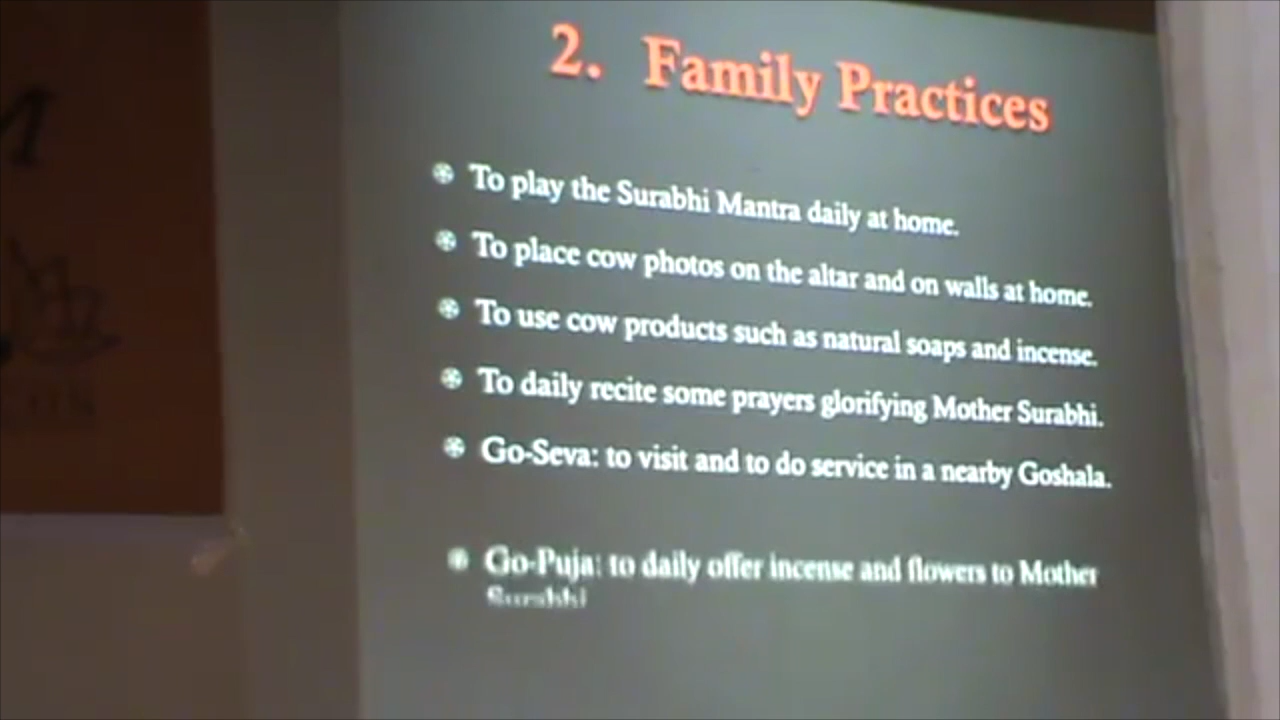 2. Family Practices
To play the Surabhi Mantra daily at home.
To place cow photos on the altar and on walls at home.
To use cow products such as natural soaps and incense.
To daily recite some prayers glorifying Mother Surabhi.
Go-Seva: to visit and to do service in a nearby Goshala.
Go-Puja: to daily offer incense and flowers to Mother
Surabhi